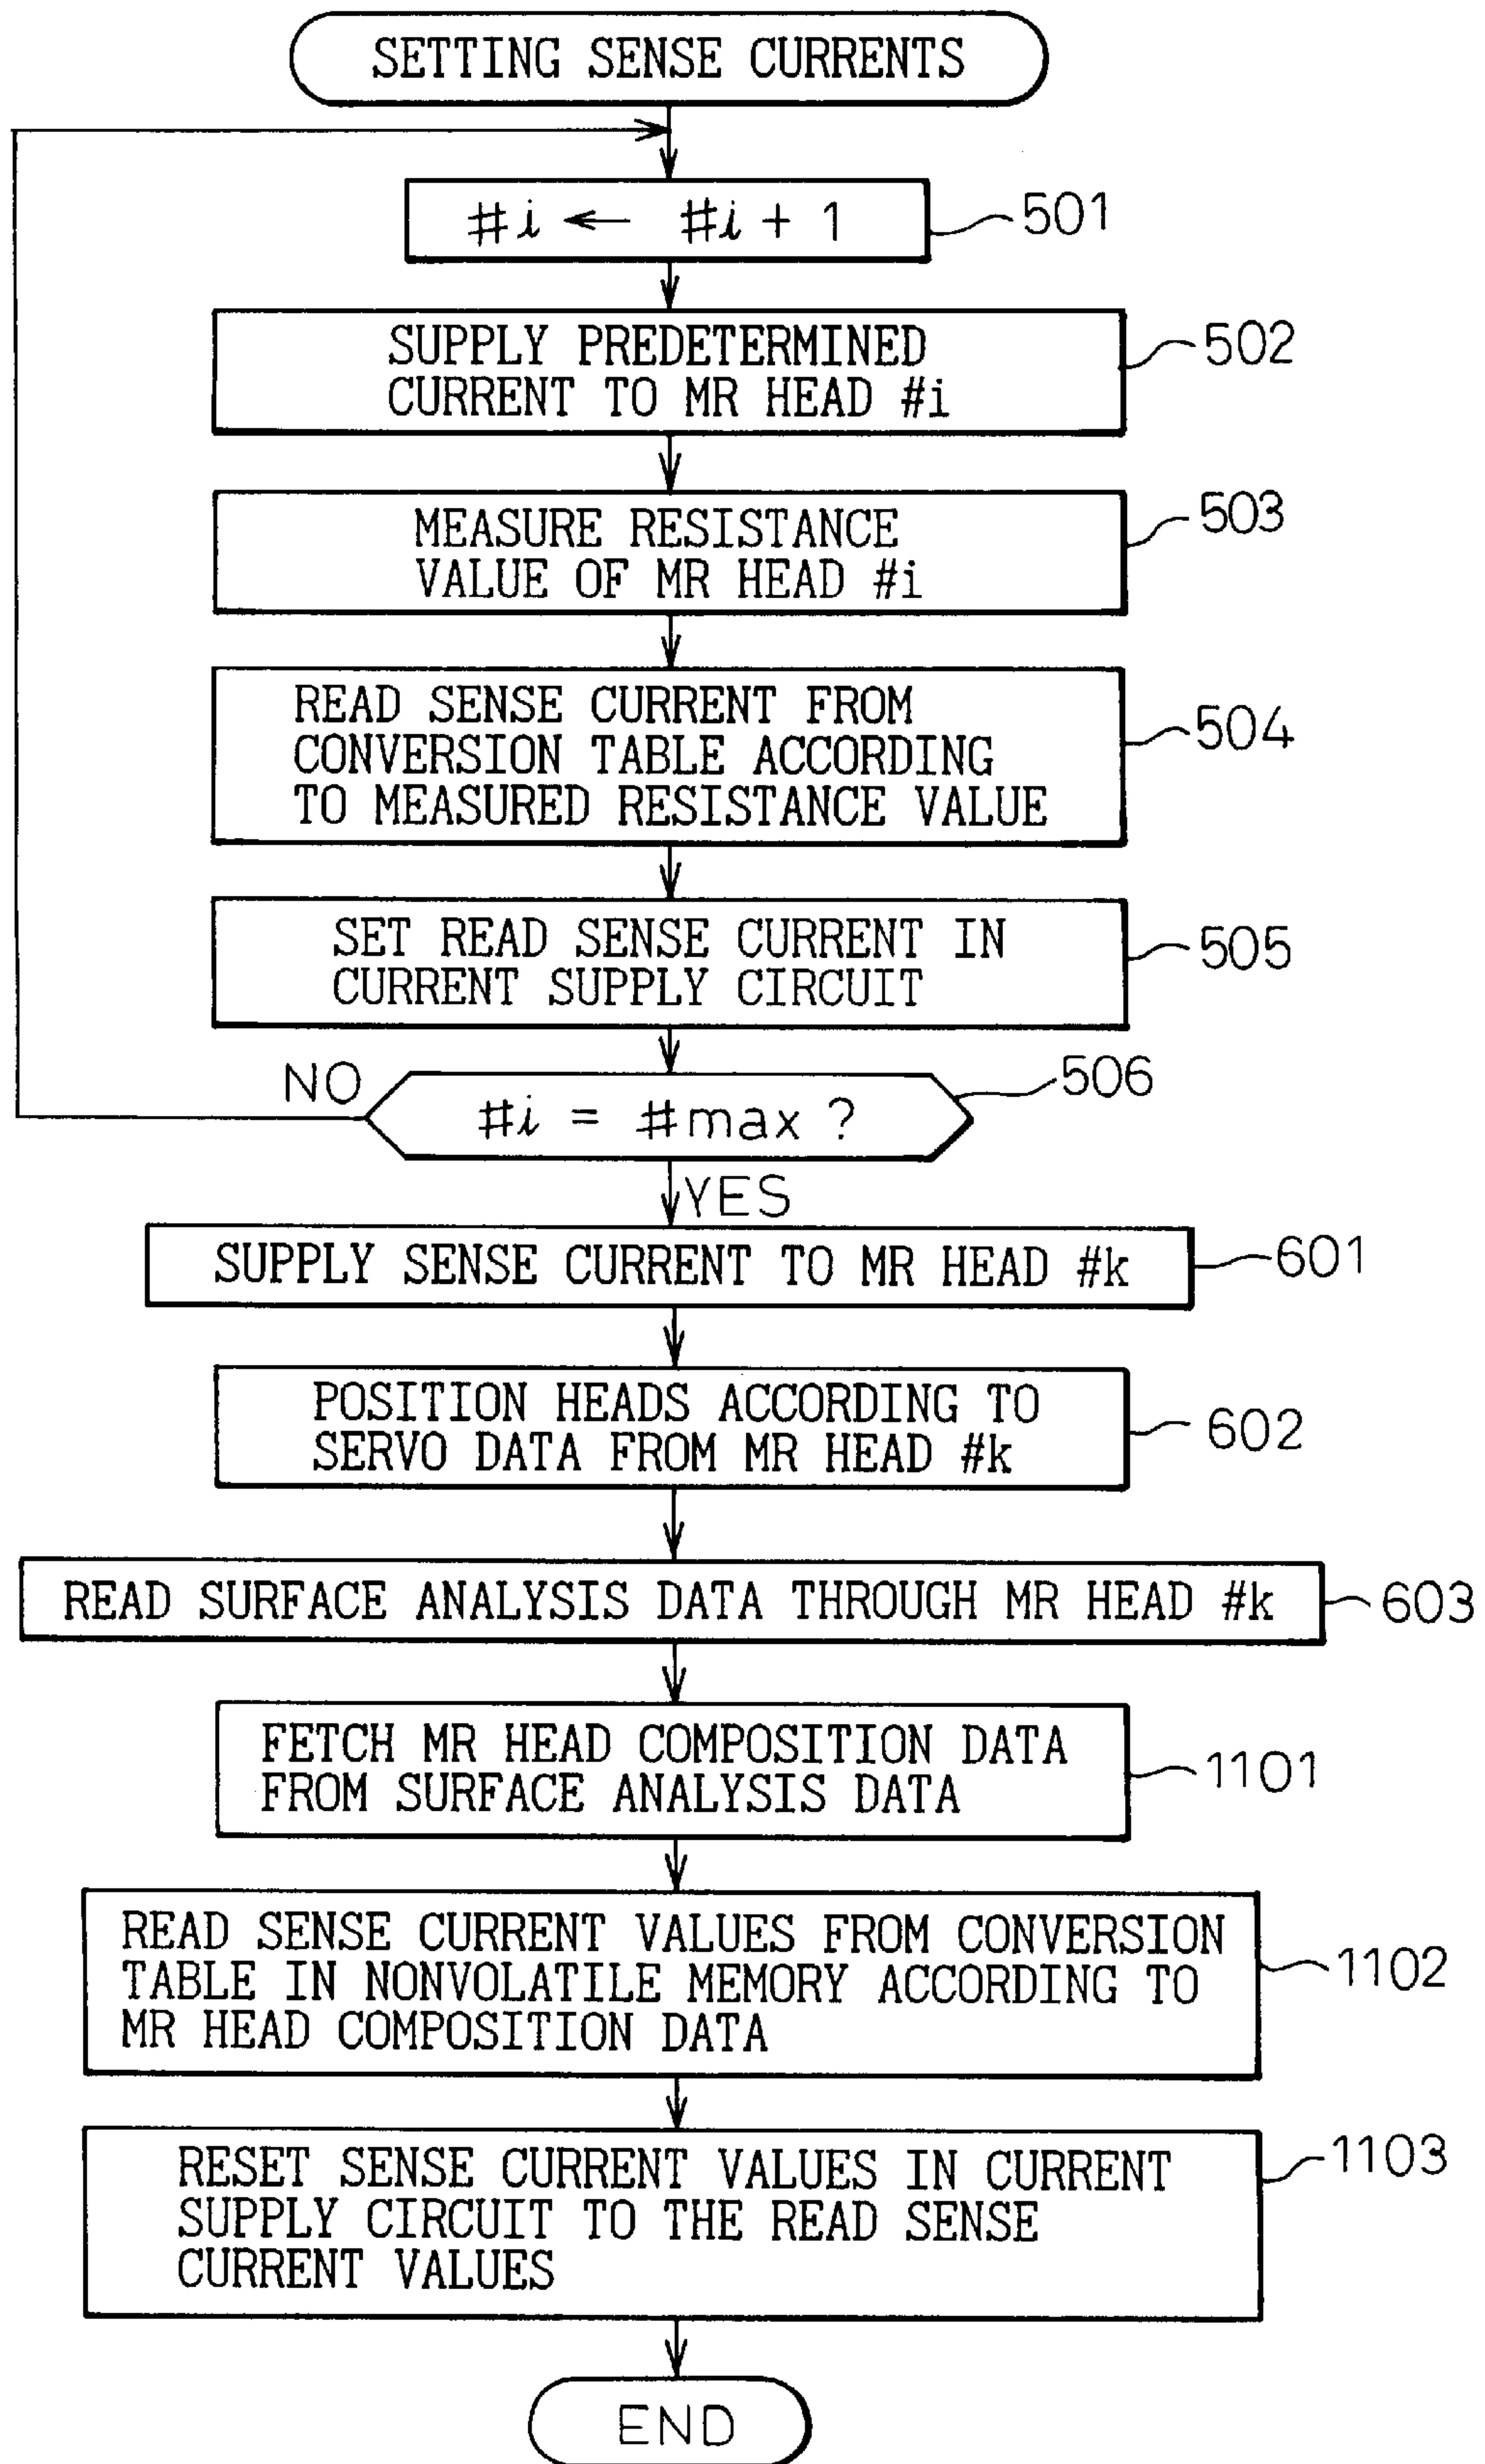 SETTING SENSE CURRENTS
#i ← #i + 1
501
SUPPLY PREDETERMINED
CURRENT TO MR HEAD #i
502
MEASURE RESISTANCE
VALUE OF MR HEAD #i
503
READ SENSE CURRENT FROM
CONVERSION TABLE ACCORDING
TO MEASURED RESISTANCE VALUE
504
SET READ SENSE CURRENT IN
CURRENT SUPPLY CIRCUIT
505
NO
#i = #max ?
506
YES
SUPPLY SENSE CURRENT TO MR HEAD #k
601
POSITION HEADS ACCORDING TO
SERVO DATA FROM MR HEAD #k
602
READ SURFACE ANALYSIS DATA THROUGH MR HEAD #k
603
FETCH MR HEAD COMPOSITION DATA
FROM SURFACE ANALYSIS DATA
1101
READ SENSE CURRENT VALUES FROM CONVERSION
TABLE IN NONVOLATILE MEMORY ACCORDING TO
MR HEAD COMPOSITION DATA
1102
RESET SENSE CURRENT VALUES IN CURRENT
SUPPLY CIRCUIT TO THE READ SENSE
CURRENT VALUES
1103
END